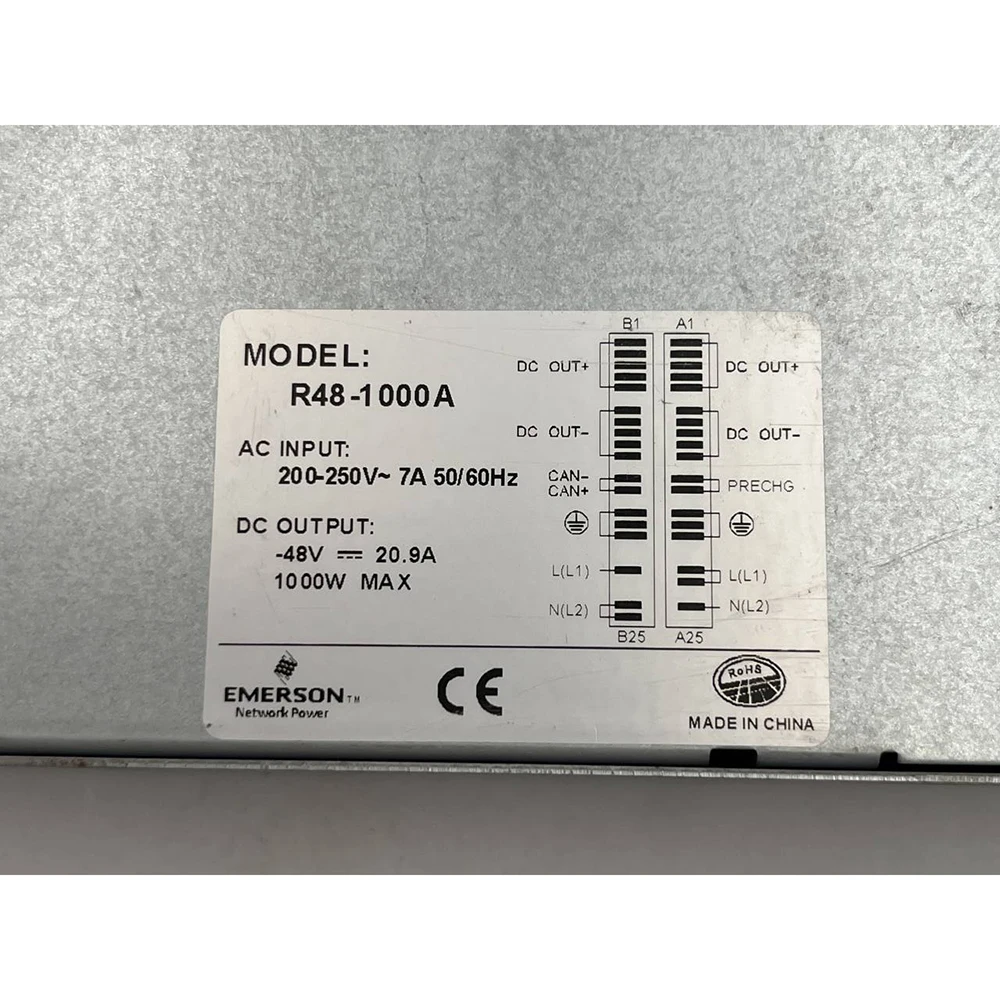 MODEL:
R48-1000A
AC INPUT:
200-250V~ 7A 50/60Hz
DC OUTPUT:
-48V ⎓ 20.9A
1000W MAX
B1 A1
DC OUT+ DC OUT+
DC OUT- DC OUT-
CAN-
CAN+ PRECHG
L(L1) L(L1)
N(L2) N(L2)
B25 A25
EMERSON™
Network Power
CE
RoHS
MADE IN CHINA